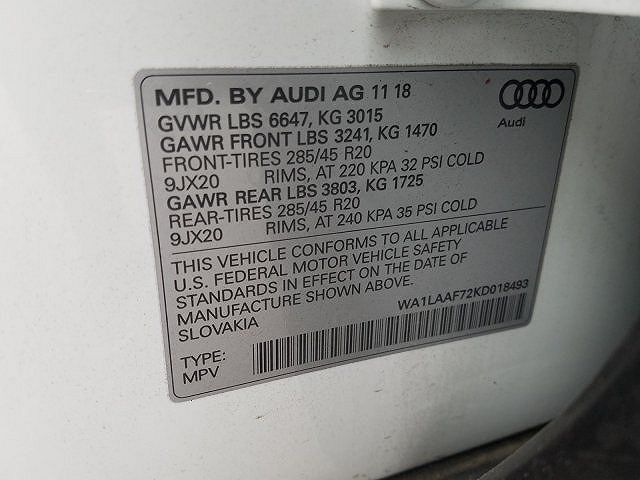 MFD. BY AUDI AG 11 18
Audi
GVWR LBS 6647, KG 3015
GAWR FRONT LBS 3241, KG 1470
FRONT-TIRES 285/45 R20
9JX20 RIMS, AT 220 KPA 32 PSI COLD
GAWR REAR LBS 3803, KG 1725
REAR-TIRES 285/45 R20
9JX20 RIMS, AT 240 KPA 35 PSI COLD
THIS VEHICLE CONFORMS TO ALL APPLICABLE
U.S. FEDERAL MOTOR VEHICLE SAFETY
STANDARDS IN EFFECT ON THE DATE OF
MANUFACTURE SHOWN ABOVE.
SLOVAKIA
WA1LAAF72KD018493
TYPE:
MPV